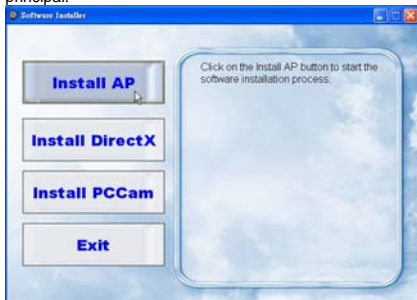 principal.
Software Installer
Install AP
Click on the Install AP button to start the
software installation process.
Install DirectX
Install PCCam
Exit